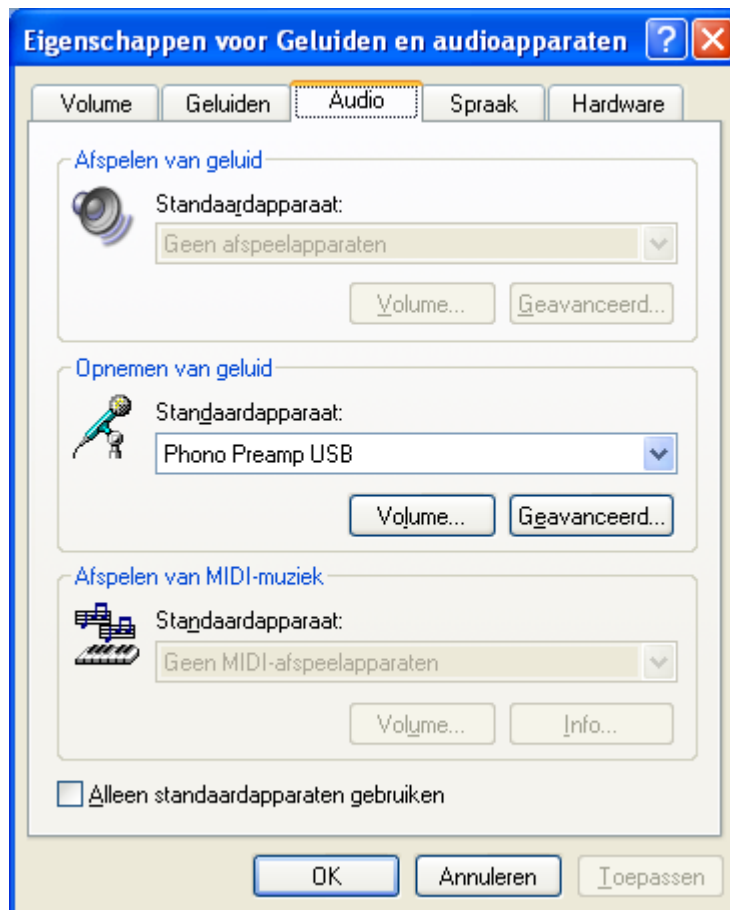 Eigenschappen voor Geluiden en audioapparaten
Volume Geluiden Audio Spraak Hardware
Afspelen van geluid
Standaardapparaat:
Geen afspeelapparaten
Volume... Geavanceerd...
Opnemen van geluid
Standaardapparaat:
Phono Preamp USB
Volume... Geavanceerd...
Afspelen van MIDI-muziek
Standaardapparaat:
Geen MIDI-afspeelapparaten
Volume... Info...
Alleen standaardapparaten gebruiken
OK Annuleren Toepassen